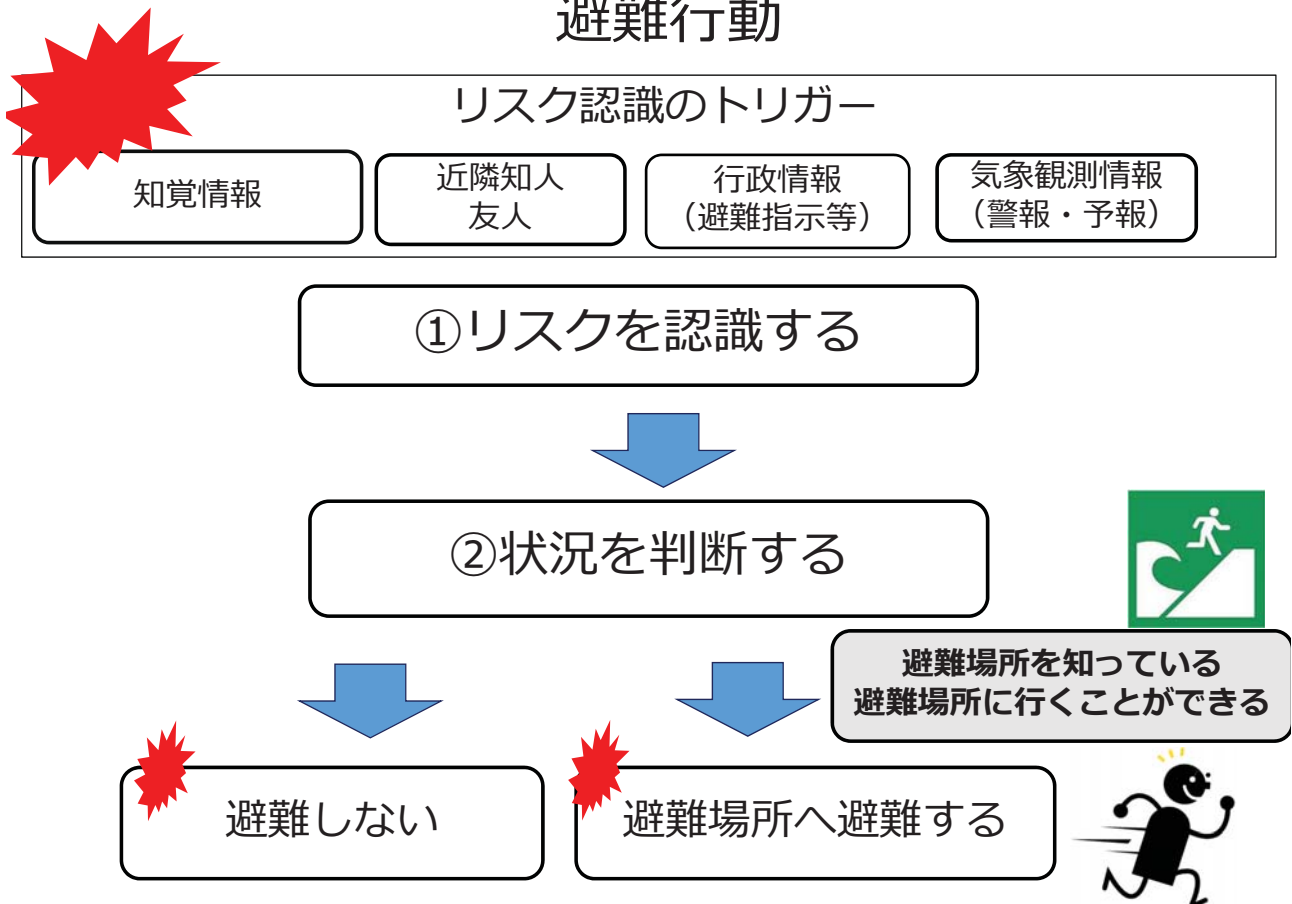 避難行動
リスク認識のトリガー
知覚情報
近隣知人
友人
行政情報
（避難指示等）
気象観測情報
（警報・予報）
①リスクを認識する
②状況を判断する
避難場所を知っている
避難場所に行くことができる
避難しない
避難場所へ避難する